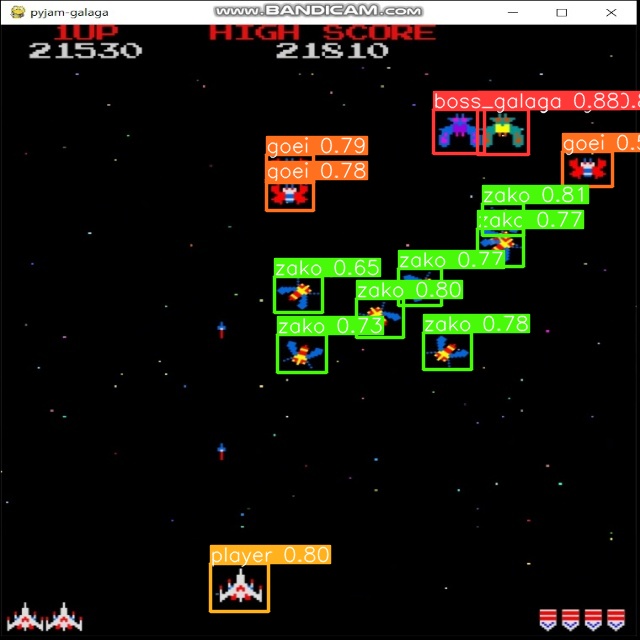 pyjam-galaga
www.BANDICAM.com
1UP
HIGH SCORE
21530
21810
boss_galaga 0.88
goei 0.79
goei 0.78
zako 0.81
zako 0.77
zako 0.77
zako 0.65
zako 0.80
zako 0.73
zako 0.78
player 0.80